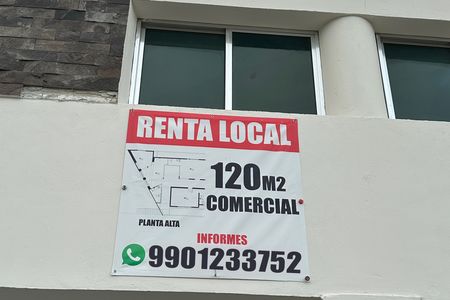 RENTA LOCAL
120M2
COMERCIAL
PLANTA ALTA
INFORMES
9901233752